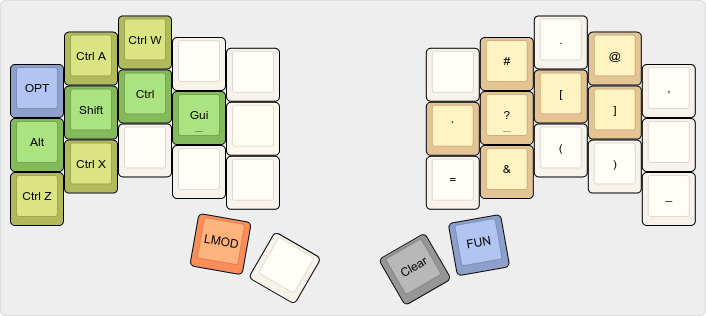 OPT
Ctrl A
Ctrl W
Alt
Shift
Ctrl
Gui
_
Ctrl Z
Ctrl X
LMOD
#
.
@
,
`
?
_
[
]
=
&
(
)
_
Clear
FUN